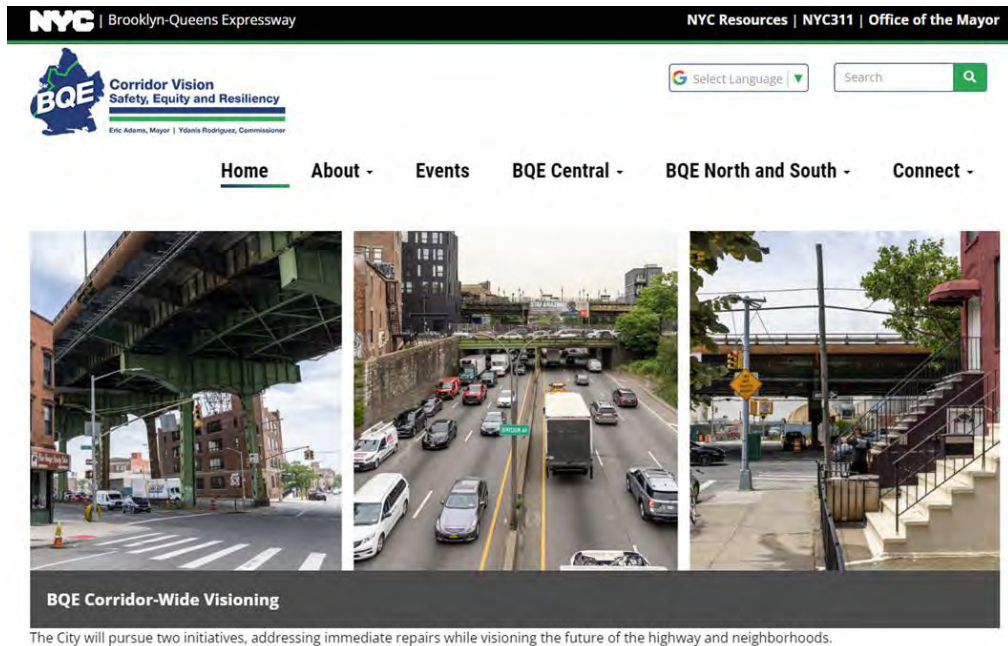 NYC | Brooklyn-Queens Expressway
NYC Resources | NYC311 | Office of the Mayor
BQE
Corridor Vision
Safety, Equity and Resiliency
Eric Adams, Mayor | Ydanis Rodriguez, Commissioner
G Select Language | ▼
Search
Home
About
Events
BQE Central
BQE North and South
Connect
DIVISION AV
BQE Corridor-Wide Visioning
The City will pursue two initiatives, addressing immediate repairs while visioning the future of the highway and neighborhoods.